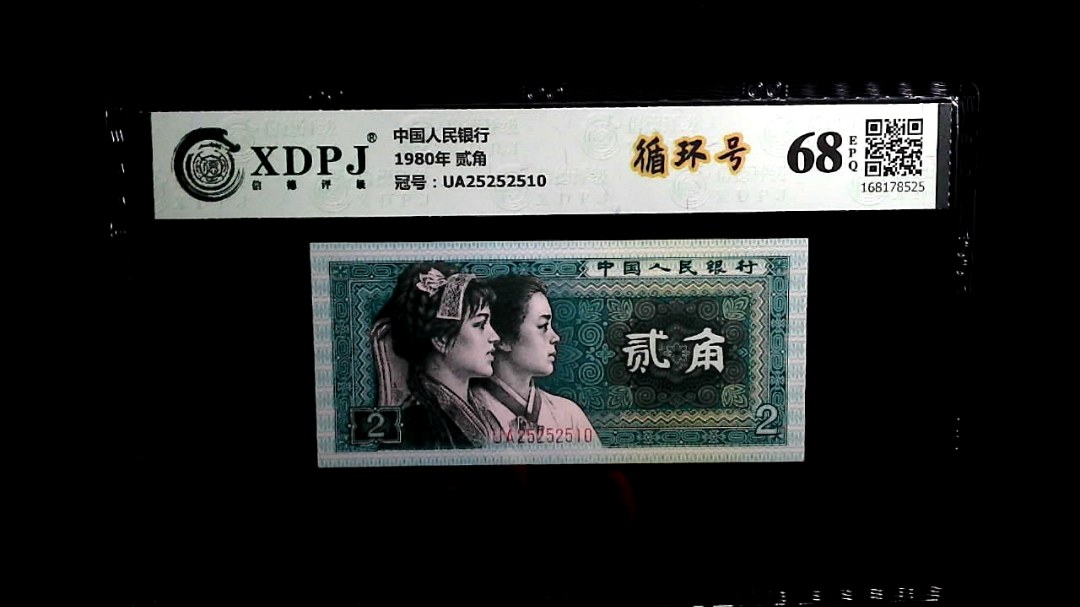 XDPJ®
信德评级
中国人民银行
1980年 贰角
冠号：UA25252510
循环号
68
EPQ
168178525
中国人民银行
贰角
2
2
UA25252510